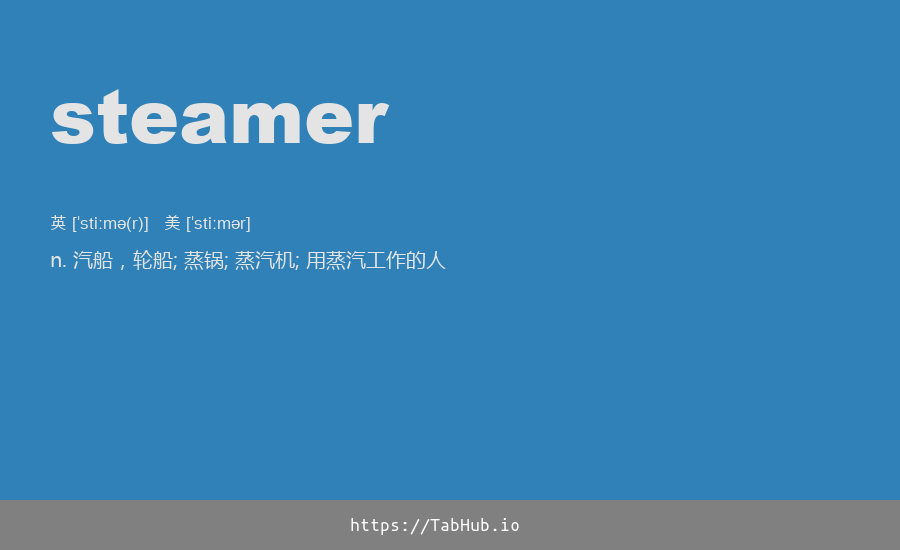 steamer
英 [ˈstiːmə(r)] 美 [ˈstiːmər]
n. 汽船，轮船; 蒸锅; 蒸汽机; 用蒸汽工作的人
https://TabHub.io